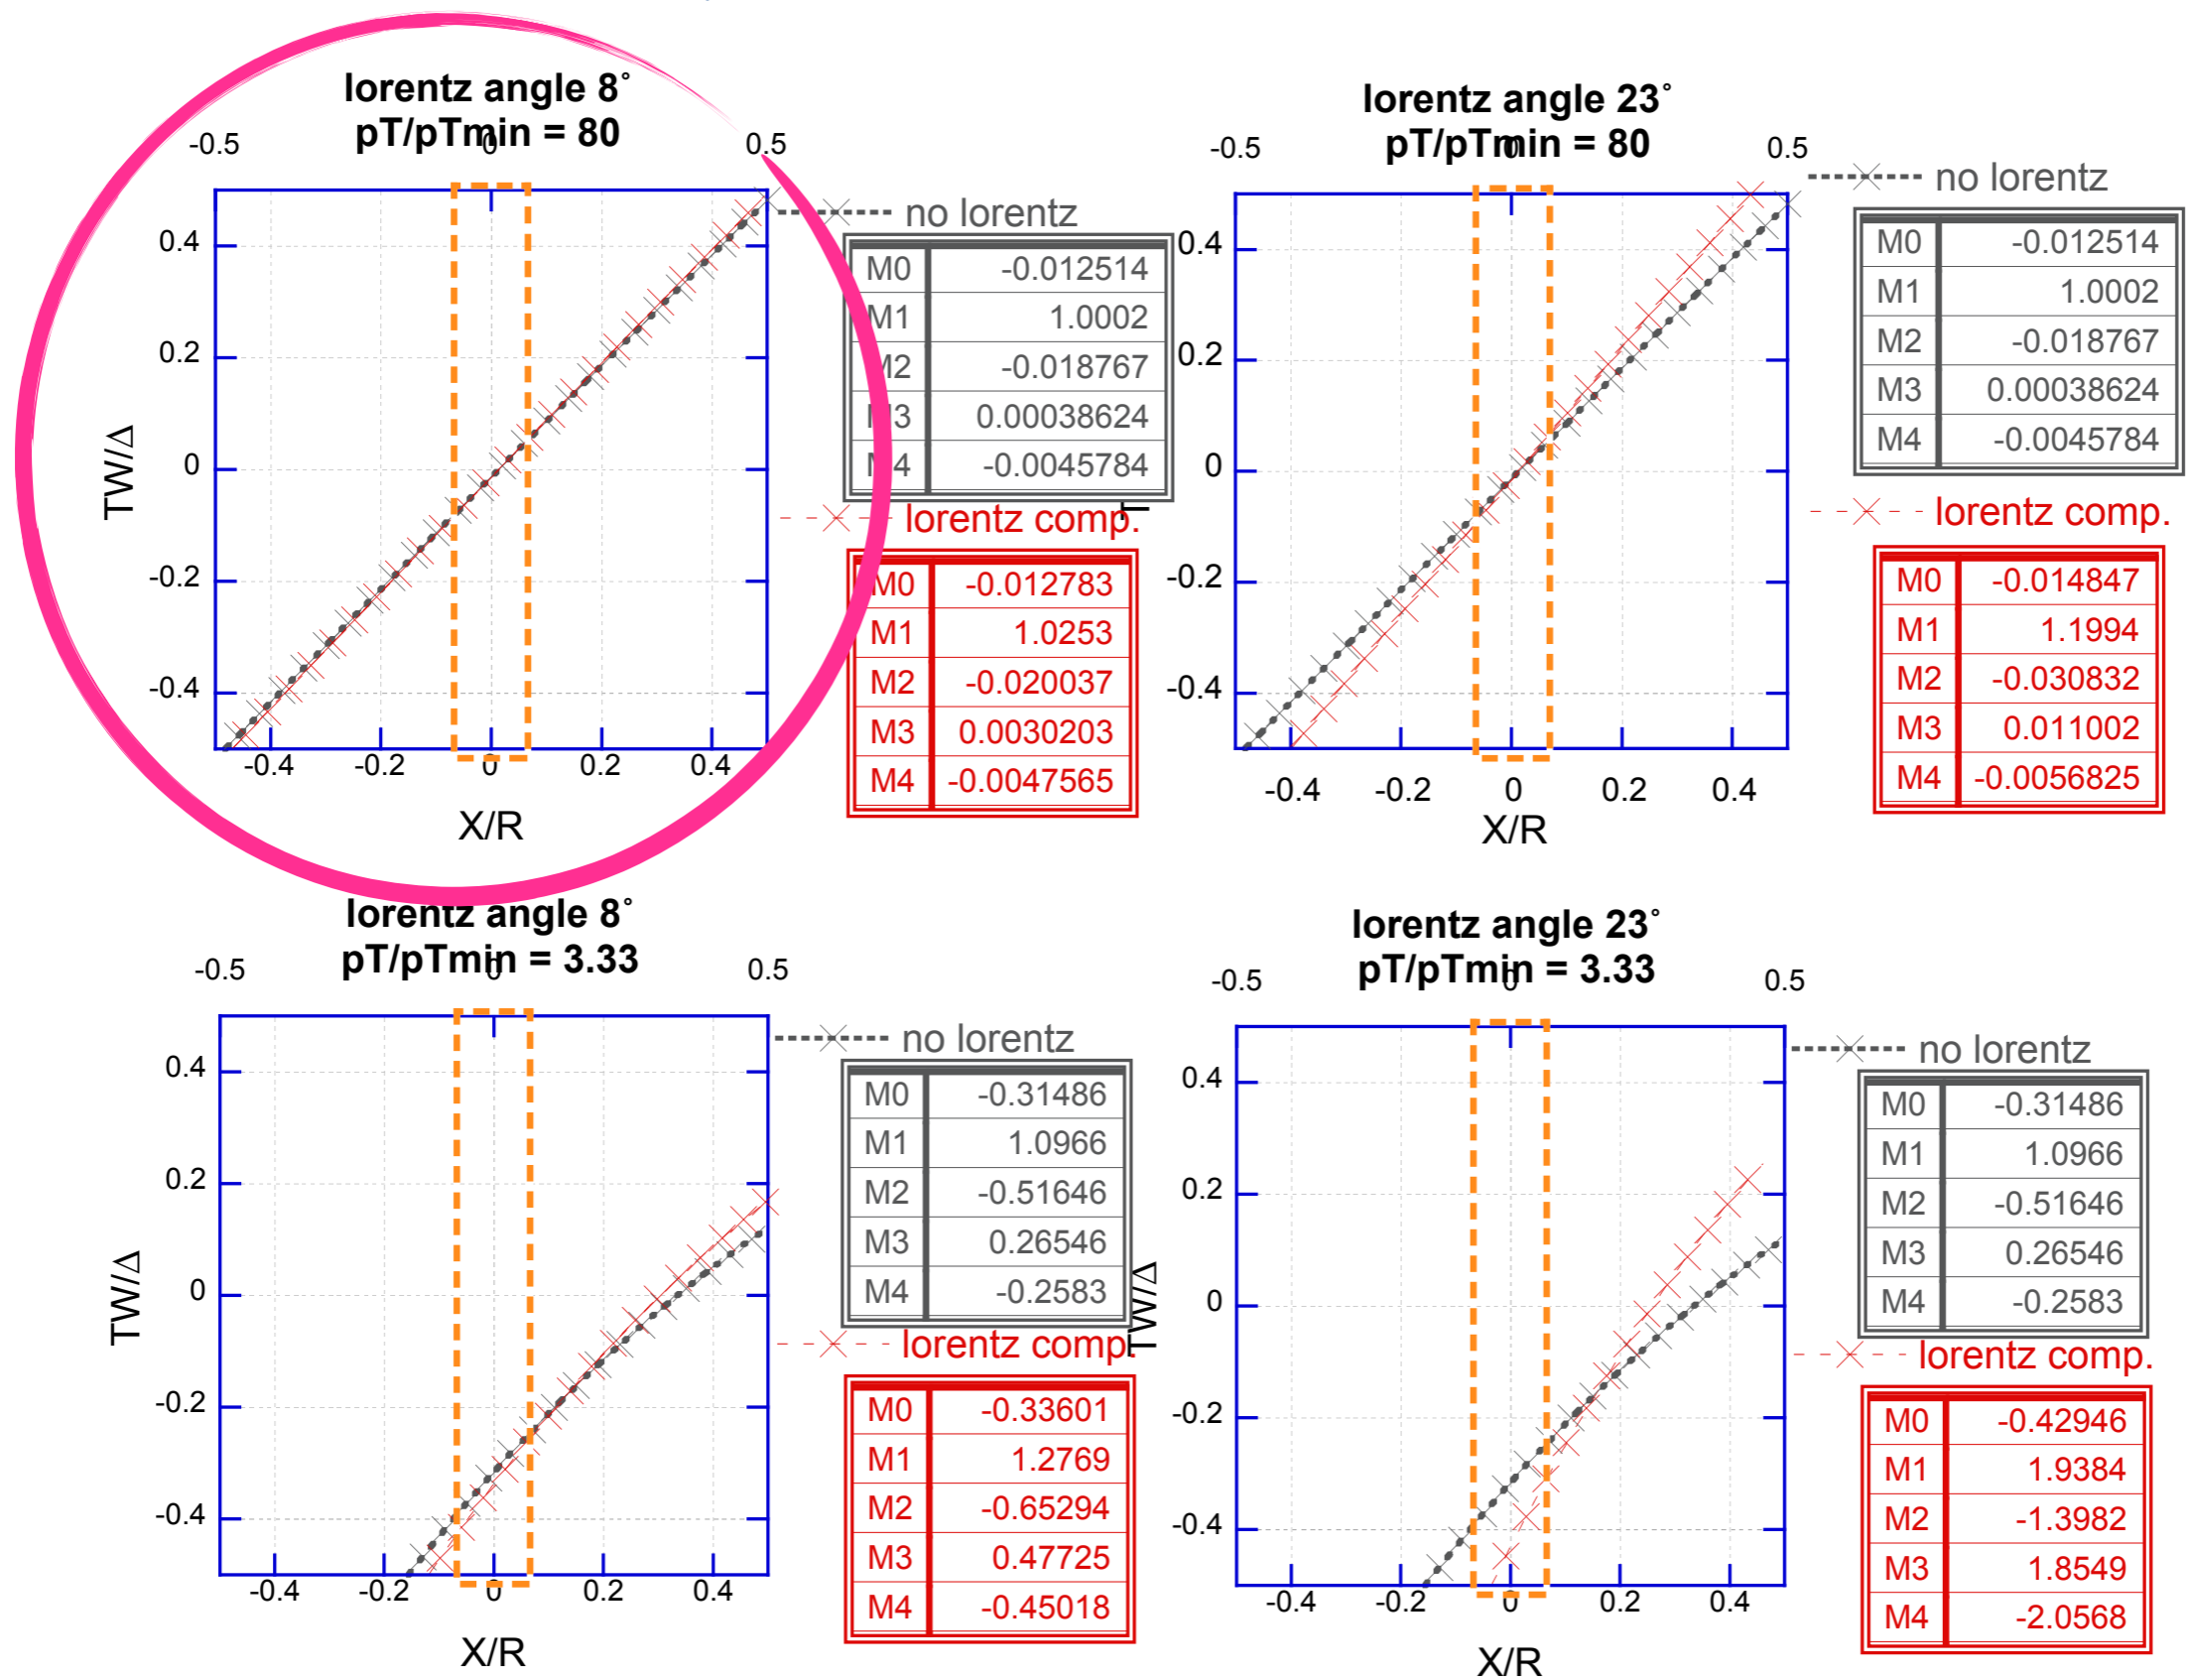 lorentz angle 8˚
pT/pTmin = 80
-0.5
0
0.5
0.4
0.2
0
-0.2
-0.4
TW/Δ
-0.4
-0.2
0
0.2
0.4
X/R
no lorentz
M0 -0.012514
M1 1.0002
M2 -0.018767
M3 0.00038624
M4 -0.0045784
lorentz comp.
M0 -0.012783
M1 1.0253
M2 -0.020037
M3 0.0030203
M4 -0.0047565
lorentz angle 23˚
pT/pTmin = 80
-0.5
0
0.5
0.4
0.2
0
-0.2
-0.4
T
-0.4
-0.2
0
0.2
0.4
X/R
no lorentz
M0 -0.012514
M1 1.0002
M2 -0.018767
M3 0.00038624
M4 -0.0045784
lorentz comp.
M0 -0.014847
M1 1.1994
M2 -0.030832
M3 0.011002
M4 -0.0056825
lorentz angle 8˚
pT/pTmin = 3.33
-0.5
0
0.5
0.4
0.2
0
-0.2
-0.4
TW/Δ
-0.4
-0.2
0
0.2
0.4
X/R
no lorentz
M0 -0.31486
M1 1.0966
M2 -0.51646
M3 0.26546
M4 -0.2583
lorentz comp.
M0 -0.33601
M1 1.2769
M2 -0.65294
M3 0.47725
M4 -0.45018
lorentz angle 23˚
pT/pTmin = 3.33
-0.5
0
0.5
0.4
0.2
0
-0.2
-0.4
TW/Δ
-0.4
-0.2
0
0.2
0.4
X/R
no lorentz
M0 -0.31486
M1 1.0966
M2 -0.51646
M3 0.26546
M4 -0.2583
lorentz comp.
M0 -0.42946
M1 1.9384
M2 -1.3982
M3 1.8549
M4 -2.0568